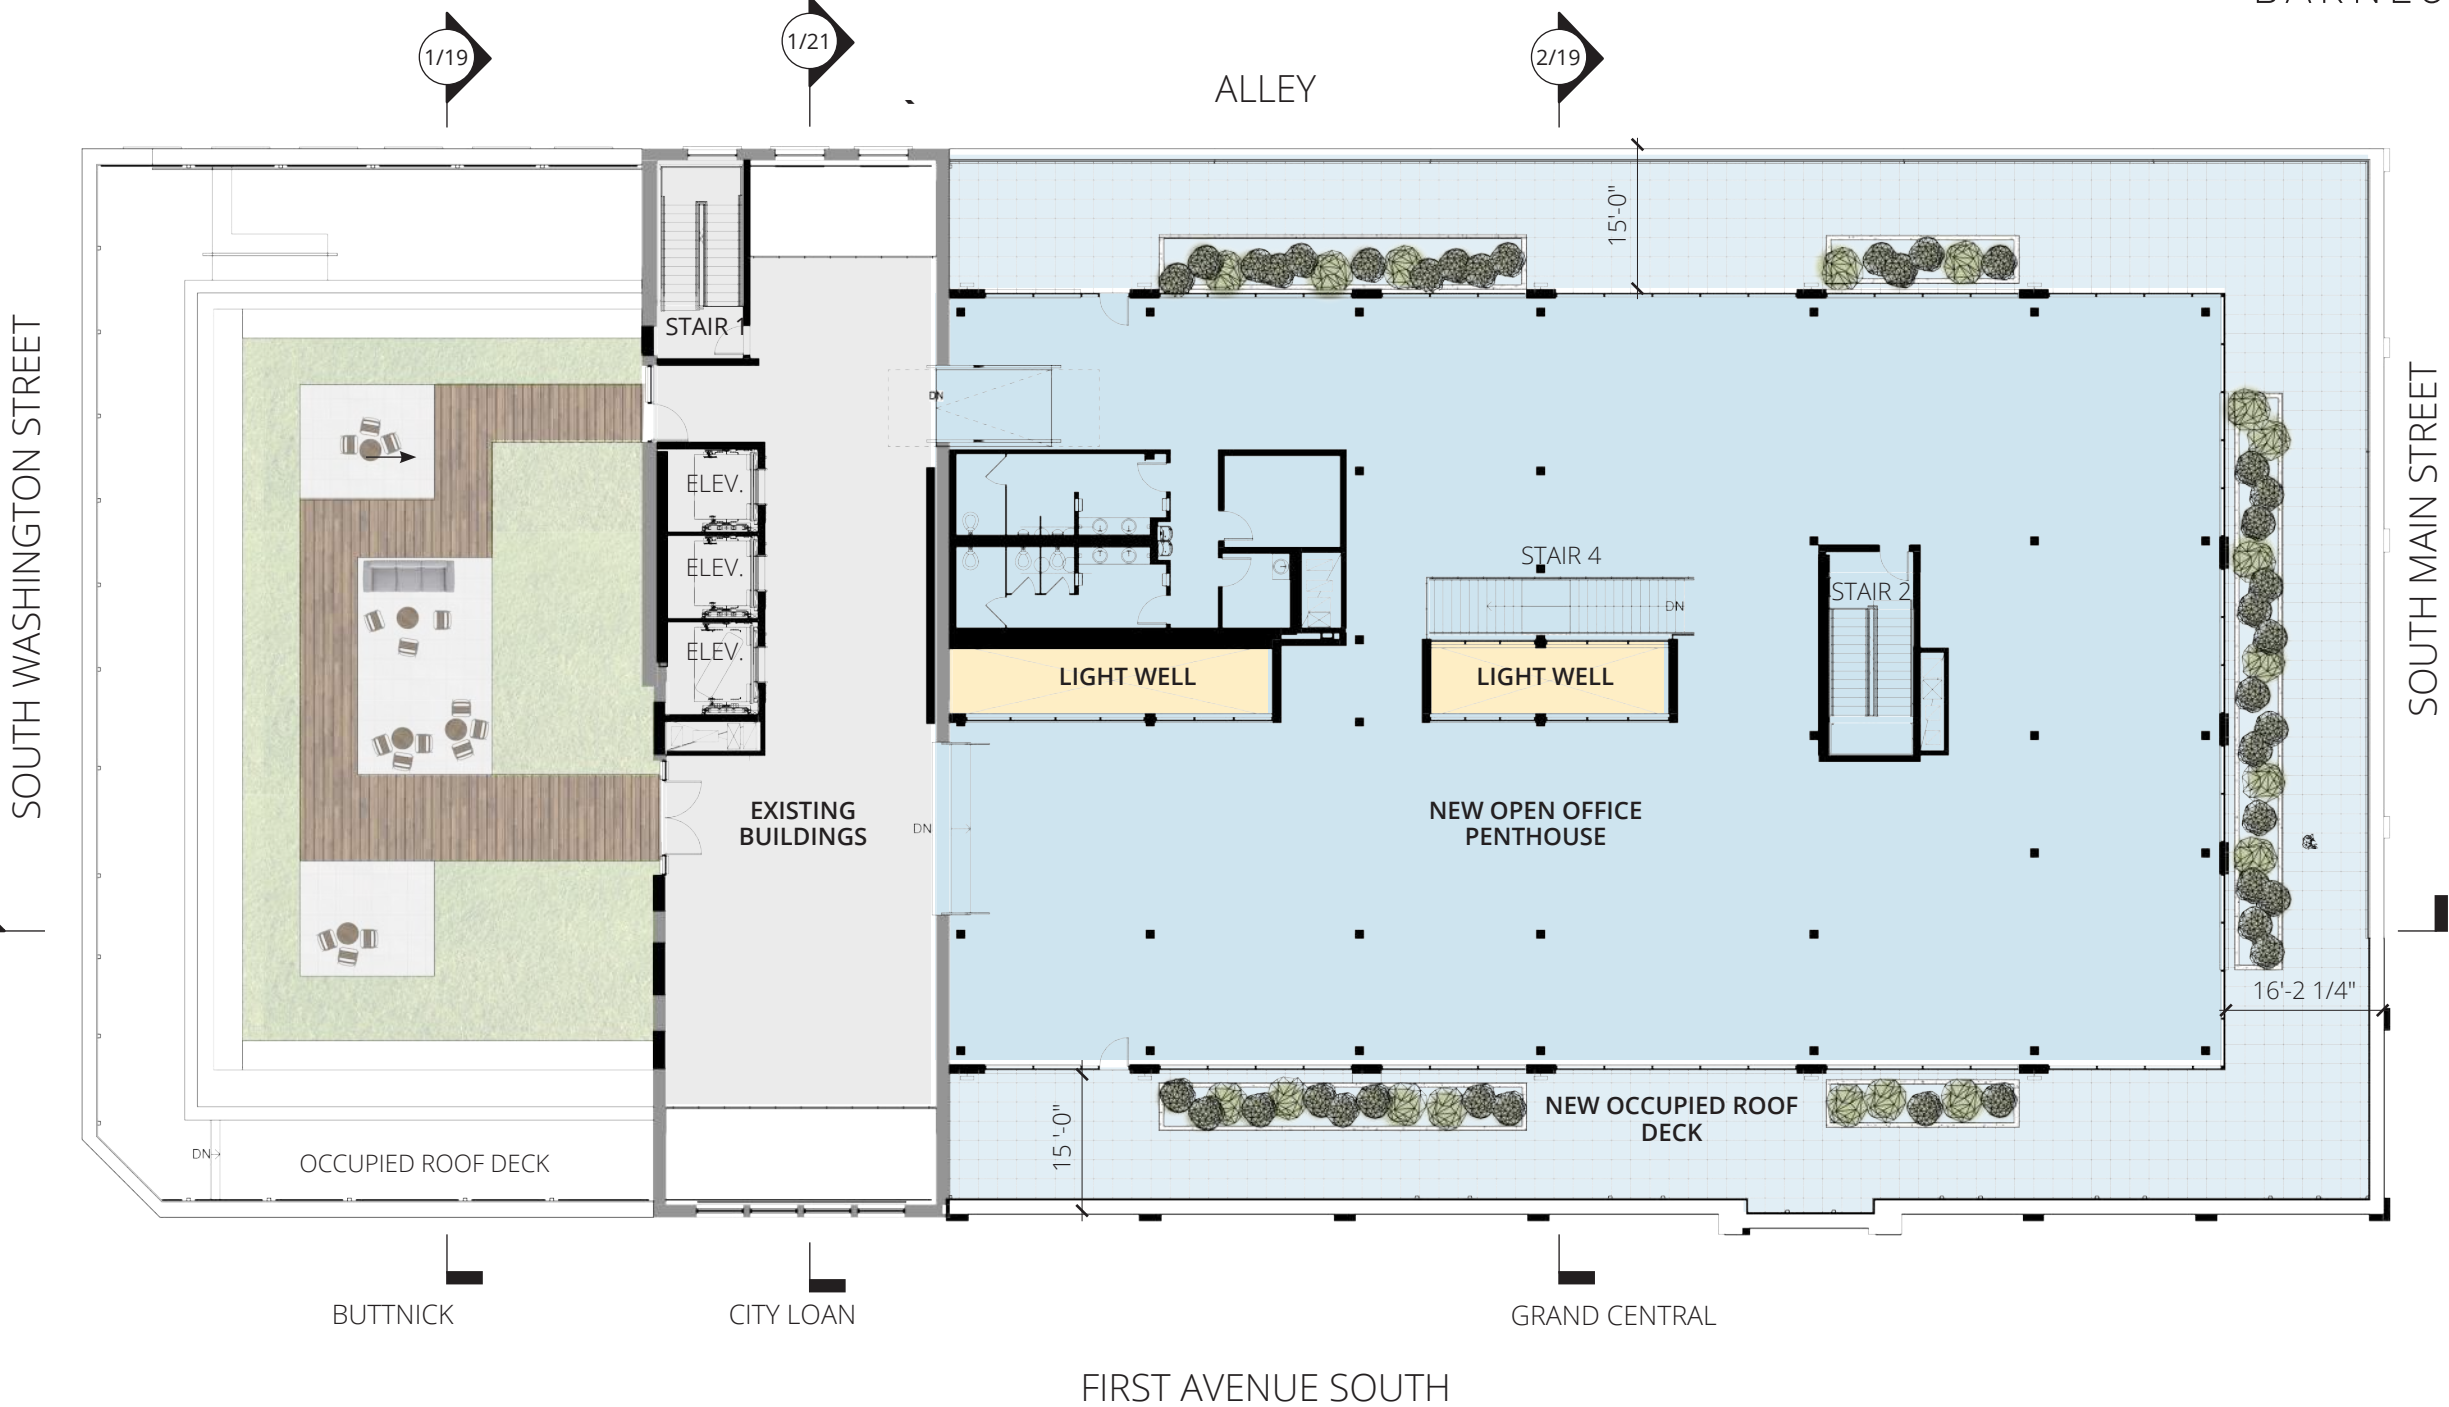 1/19
1/21
2/19
ALLEY
15'-0"
STAIR 1
SOUTH WASHINGTON STREET
SOUTH MAIN STREET
DN
ELEV.
ELEV.
ELEV.
STAIR 4
STAIR 2
DN
LIGHT WELL
LIGHT WELL
EXISTING
BUILDINGS
DN
NEW OPEN OFFICE
PENTHOUSE
16'-2 1/4"
15'-0"
NEW OCCUPIED ROOF
DECK
DN
OCCUPIED ROOF DECK
BUTTNICK
CITY LOAN
GRAND CENTRAL
FIRST AVENUE SOUTH